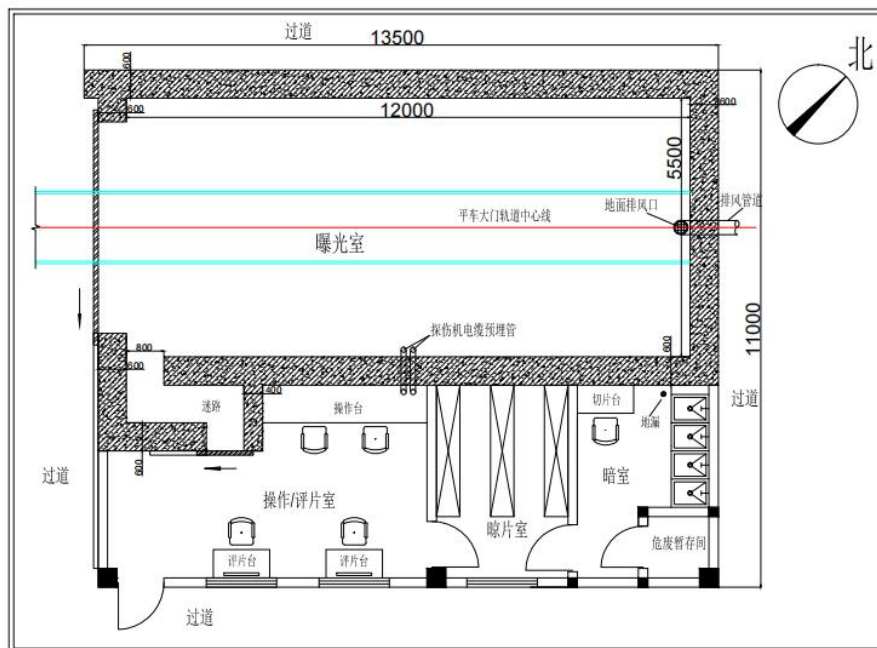 过道
13500
北
600
600
12000
600
5500
地面排风口
排风管道
平车大门轨道中心线
曝光室
11000
探伤机电缆预埋管
800
600
600
400
迷路
操作台
切片台
地漏
过道
600
过道
操作/评片室
晾片室
暗室
危废暂存间
评片台
评片台
过道